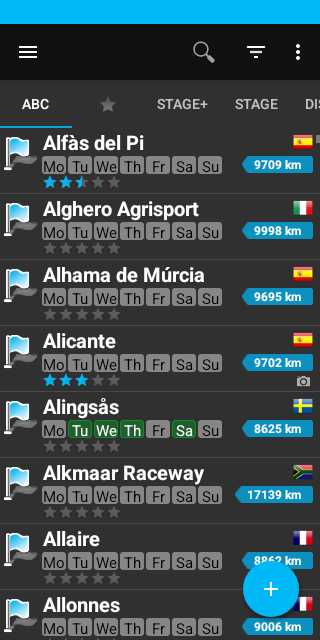 ABC STAGE+ STAGE DI
Alfàs del Pi
Mo Tu We Th Fr Sa Su 9709 km
Alghero Agrisport
Mo Tu We Th Fr Sa Su 9998 km
Alhama de Múrcia
Mo Tu We Th Fr Sa Su 9695 km
Alicante
Mo Tu We Th Fr Sa Su 9702 km
Alingsås
Mo Tu We Th Fr Sa Su 8625 km
Alkmaar Raceway
Mo Tu We Th Fr Sa Su 17139 km
Allaire
Mo Tu We Th Fr Sa Su 8862 km
Allonnes
Mo Tu We Th Fr Sa Su 9006 km